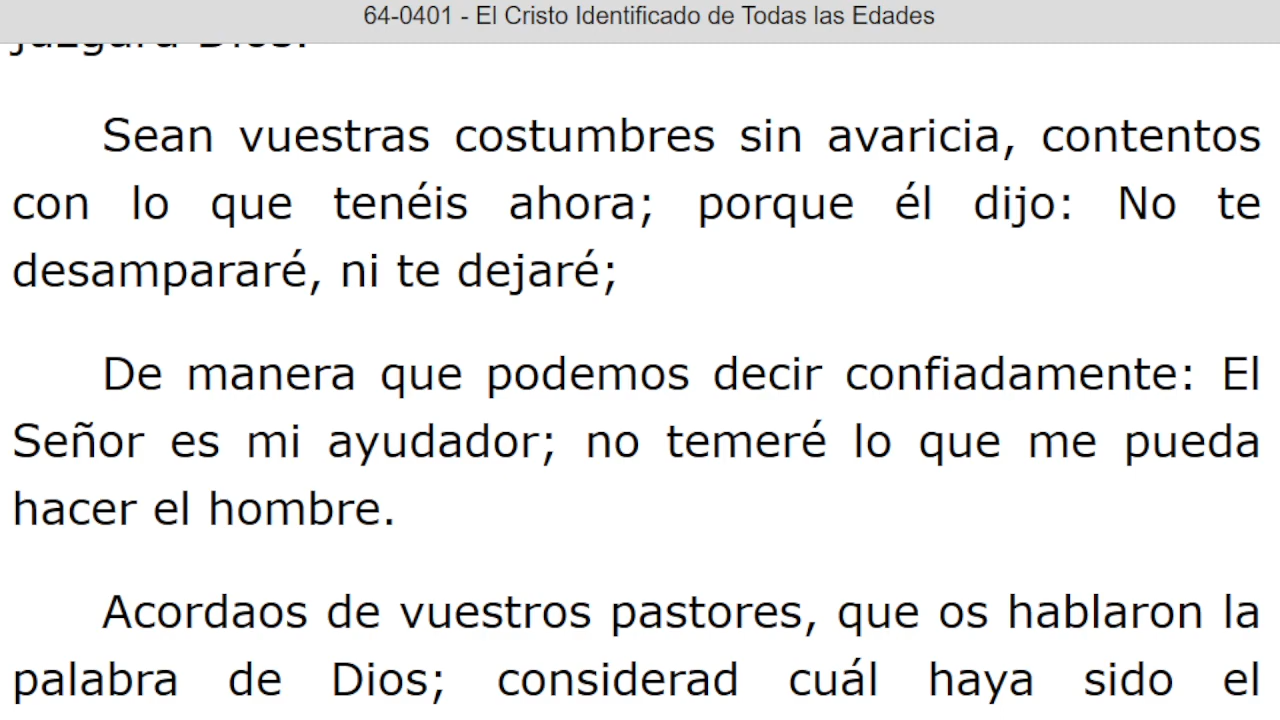 64-0401 - El Cristo Identificado de Todas las Edades
juzgará Dios.
Sean vuestras costumbres sin avaricia, contentos
con lo que tenéis ahora; porque él dijo: No te
desampararé, ni te dejaré;
De manera que podemos decir confiadamente: El
Señor es mi ayudador; no temeré lo que me pueda
hacer el hombre.
Acordaos de vuestros pastores, que os hablaron la
palabra de Dios; considerad cuál haya sido el